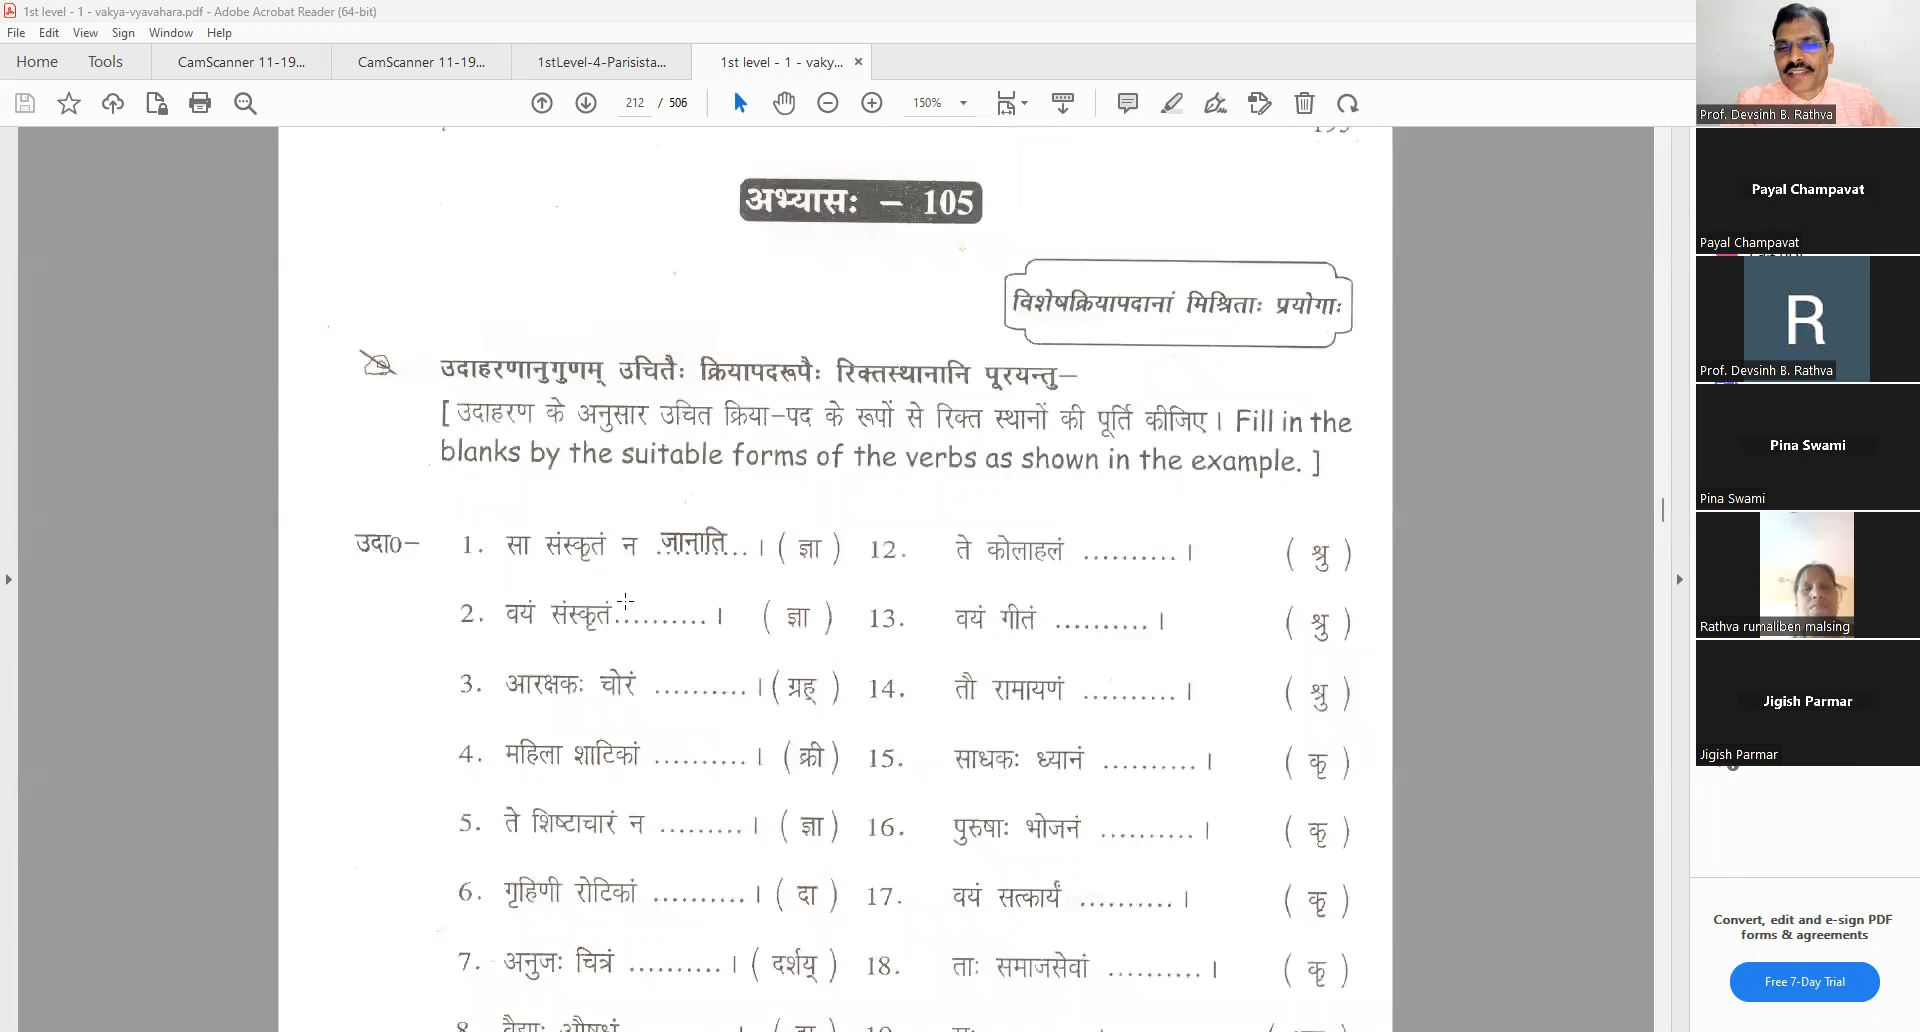 1st level - 1 - vakya-vyavahara.pdf - Adobe Acrobat Reader (64-bit)
File Edit View Sign Window Help
Home Tools CamScanner 11-19... CamScanner 11-19... 1stLevel-4-Parisista... 1st level - 1 - vaky... ×
212 / 506 150%
अभ्यासः – 105
विशेषक्रियापदानां मिश्रिताः प्रयोगाः
उदाहरणानुगुणम् उचितैः क्रियापदरूपैः रिक्तस्थानानि पूरयन्तु–
[ उदाहरण के अनुसार उचित क्रिया-पद के रूपों से रिक्त स्थानों की पूर्ति कीजिए। Fill in the
blanks by the suitable forms of the verbs as shown in the example. ]
उदा0– 1. सा संस्कृतं न जानाति । ( ज्ञा )
2. वयं संस्कृतं.......... । ( ज्ञा )
3. आरक्षकः चोरं .......... । ( ग्रह् )
4. महिला शाटिकां .......... । ( क्री )
5. ते शिष्टाचारं न ......... । ( ज्ञा )
6. गृहिणी रोटिकां .......... । ( दा )
7. अनुजः चित्रं .......... । ( दर्शय् )
12. ते कोलाहलं .......... । ( श्रु )
13. वयं गीतं .......... । ( श्रु )
14. तौ रामायणं .......... । ( श्रु )
15. साधकः ध्यानं .......... । ( कृ )
16. पुरुषाः भोजनं .......... । ( कृ )
17. वयं सत्कार्यं .......... । ( कृ )
18. ताः समाजसेवां .......... । ( कृ )
Prof. Devsinh B. Rathva
Payal Champavat
Payal Champavat
R
Prof. Devsinh B. Rathva
Pina Swami
Pina Swami
Rathva rumaliben malsing
Jigish Parmar
Jigish Parmar
Convert, edit and e-sign PDF
forms & agreements
Free 7-Day Trial